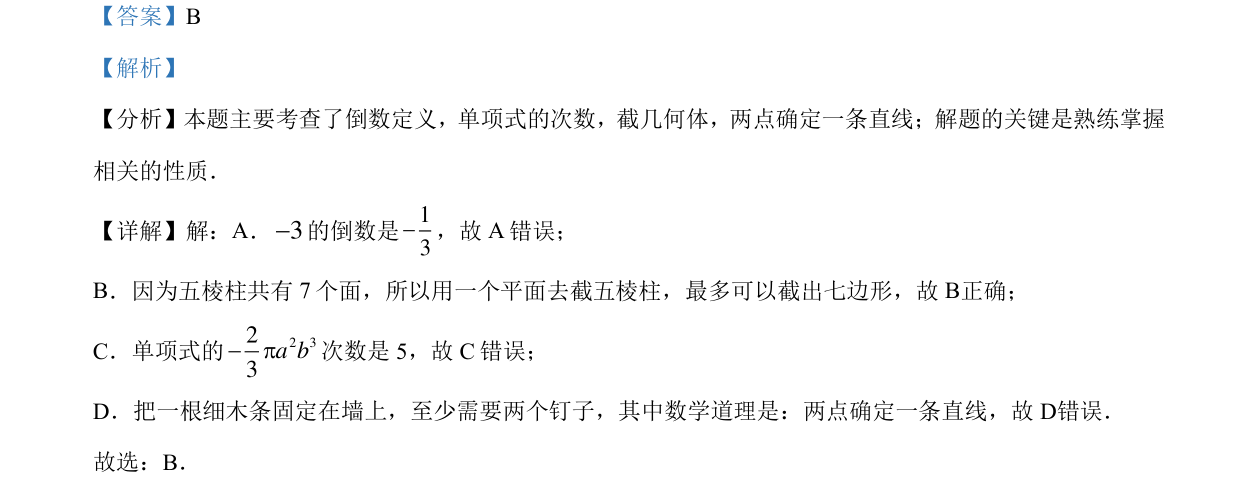 【答案】B
【解析】
【分析】本题主要考查了倒数定义，单项式的次数，截几何体，两点确定一条直线；解题的关键是熟练掌握
相关的性质．
【详解】解：A．−3的倒数是−1/3，故 A 错误；
B．因为五棱柱共有 7 个面，所以用一个平面去截五棱柱，最多可以截出七边形，故 B正确；
C．单项式的−2/3πa²b³次数是 5，故 C 错误；
D．把一根细木条固定在墙上，至少需要两个钉子，其中数学道理是：两点确定一条直线，故 D错误．
故选：B．